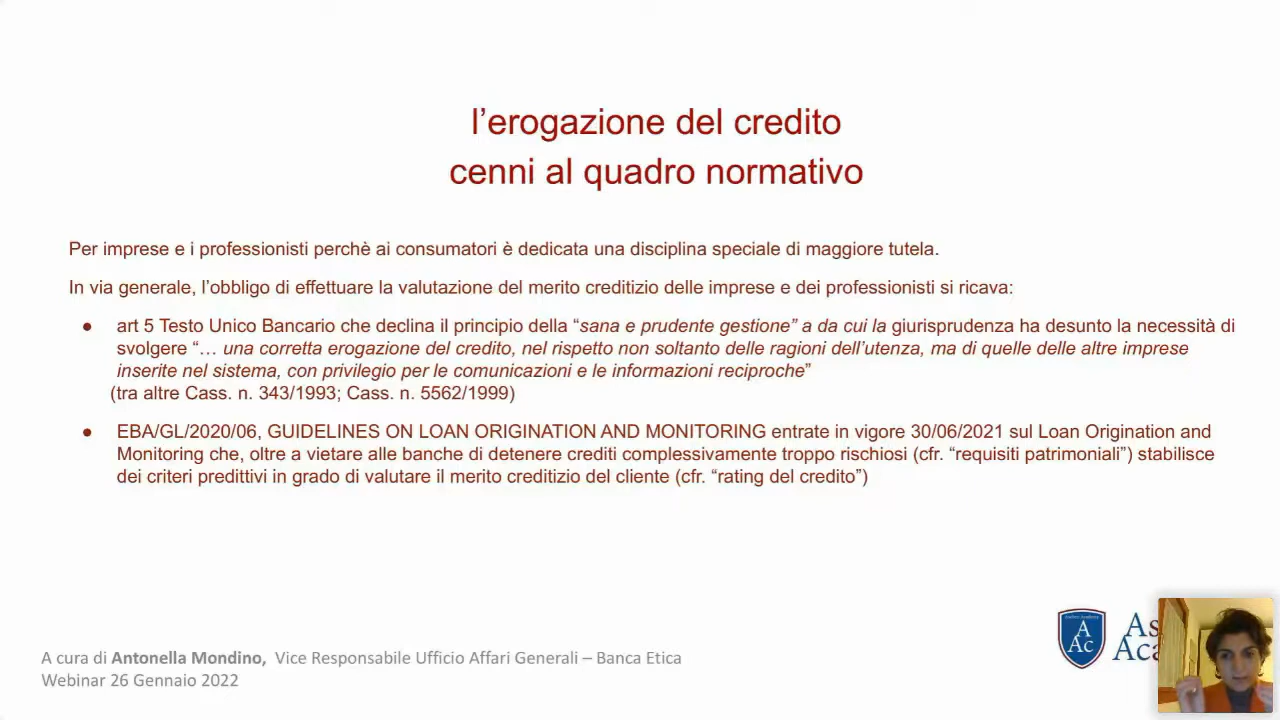 l’erogazione del credito
cenni al quadro normativo
Per imprese e i professionisti perchè ai consumatori è dedicata una disciplina speciale di maggiore tutela.
In via generale, l’obbligo di effettuare la valutazione del merito creditizio delle imprese e dei professionisti si ricava:
● art 5 Testo Unico Bancario che declina il principio della “sana e prudente gestione” a da cui la giurisprudenza ha desunto la necessità di
svolgere “… una corretta erogazione del credito, nel rispetto non soltanto delle ragioni dell’utenza, ma di quelle delle altre imprese
inserite nel sistema, con privilegio per le comunicazioni e le informazioni reciproche”
(tra altre Cass. n. 343/1993; Cass. n. 5562/1999)
● EBA/GL/2020/06, GUIDELINES ON LOAN ORIGINATION AND MONITORING entrate in vigore 30/06/2021 sul Loan Origination and
Monitoring che, oltre a vietare alle banche di detenere crediti complessivamente troppo rischiosi (cfr. “requisiti patrimoniali”) stabilisce
dei criteri predittivi in grado di valutare il merito creditizio del cliente (cfr. “rating del credito”)
A cura di Antonella Mondino, Vice Responsabile Ufficio Affari Generali – Banca Etica
Webinar 26 Gennaio 2022
A
Ac